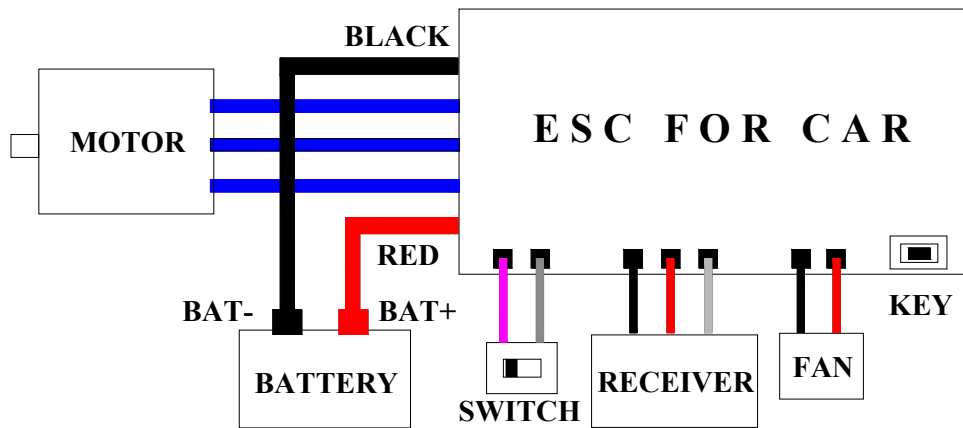 BLACK
MOTOR
ESC FOR CAR
RED
BAT-
BAT+
KEY
BATTERY
SWITCH
RECEIVER
FAN